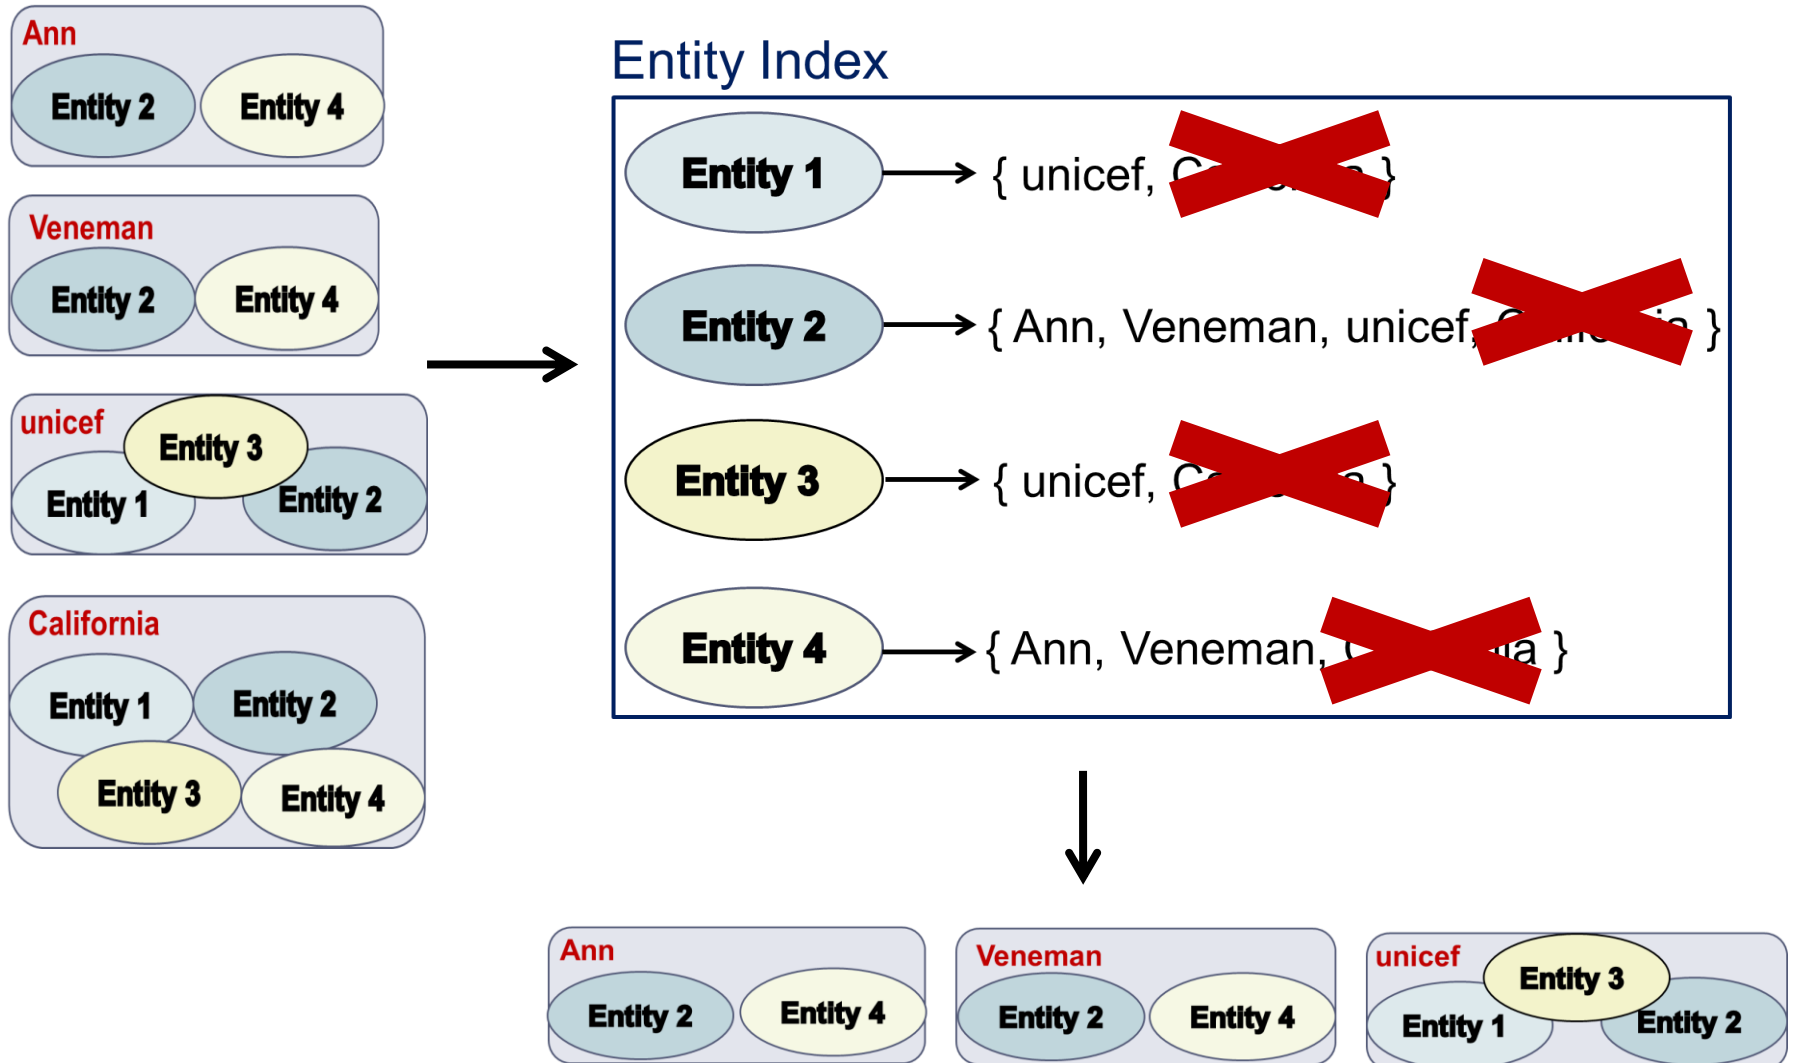 Ann
Entity 2 Entity 4
Veneman
Entity 2 Entity 4
unicef
Entity 3
Entity 1 Entity 2
California
Entity 1 Entity 2
Entity 3 Entity 4
Entity Index
Entity 1 { unicef, }
Entity 2 { Ann, Veneman, unicef, }
Entity 3 { unicef, }
Entity 4 { Ann, Veneman, }
Ann
Entity 2 Entity 4
Veneman
Entity 2 Entity 4
unicef
Entity 3
Entity 1 Entity 2